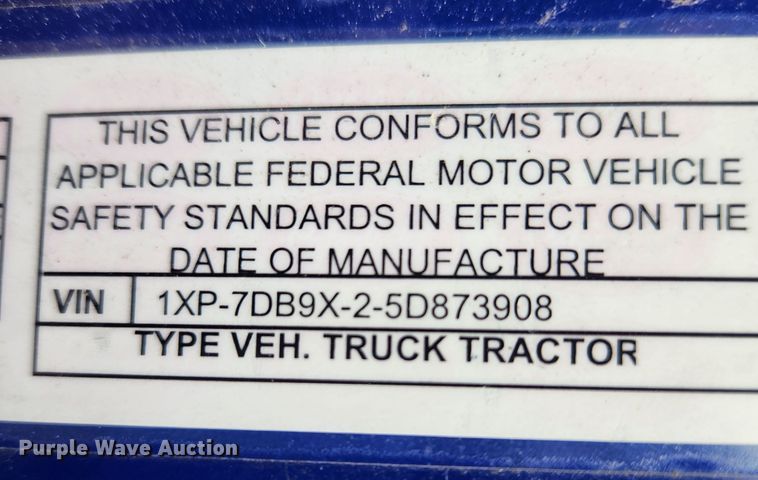 THIS VEHICLE CONFORMS TO ALL
APPLICABLE FEDERAL MOTOR VEHICLE
SAFETY STANDARDS IN EFFECT ON THE
DATE OF MANUFACTURE
VIN 1XP-7DB9X-2-5D873908
TYPE VEH. TRUCK TRACTOR
Purple Wave Auction